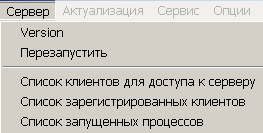 Сервер Актуализация Сервис Опции
Version
Перезапустить
Список клиентов для доступа к серверу
Список зарегистрированных клиентов
Список запущенных процессов